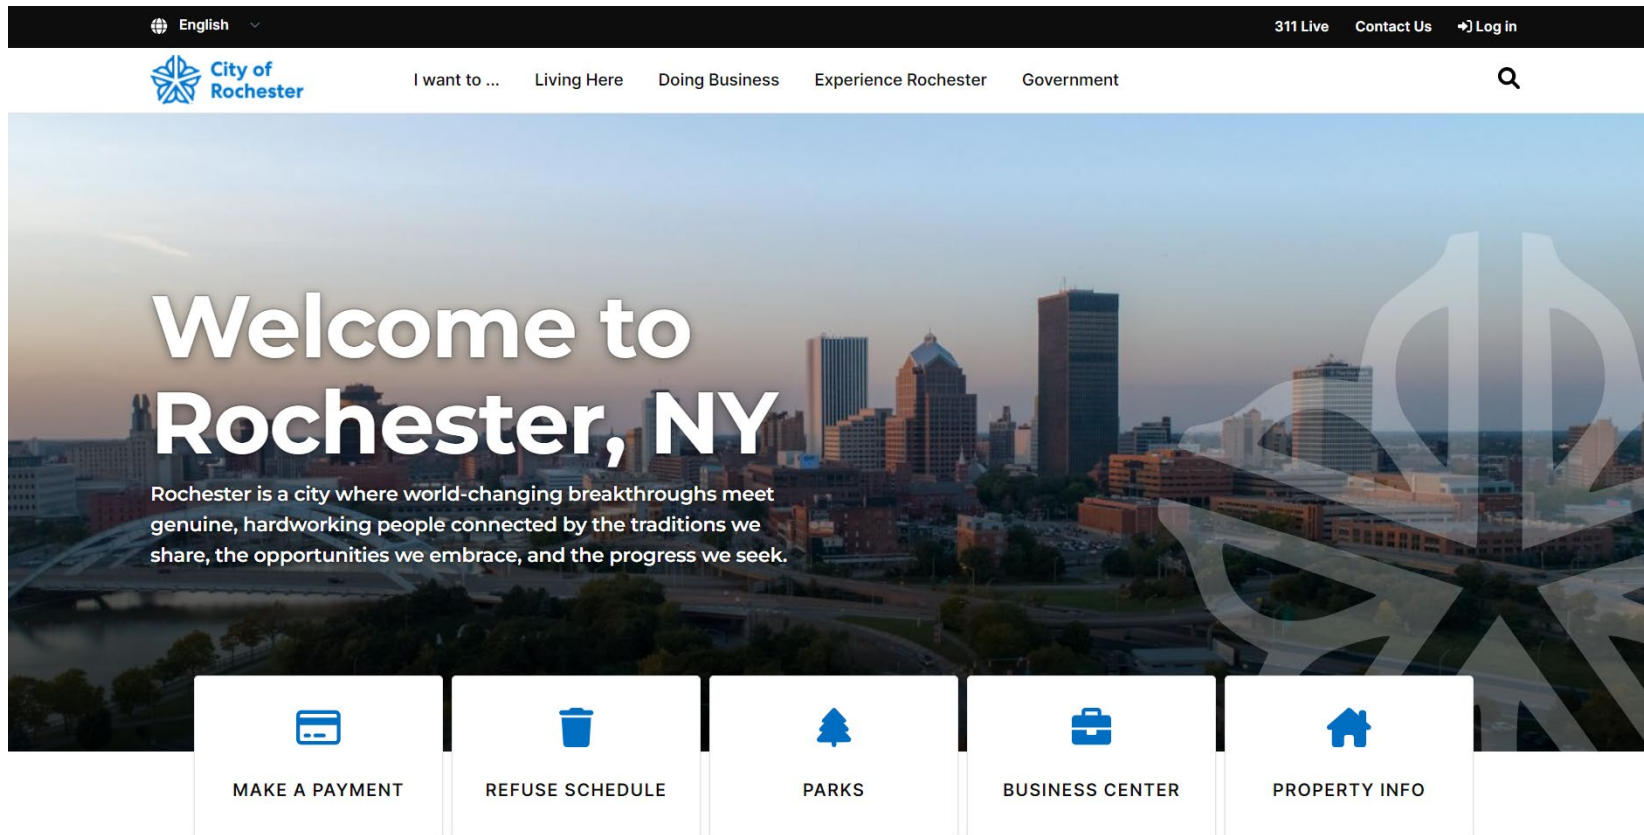 English
311 Live
Contact Us
Log in
City of
Rochester
I want to ...
Living Here
Doing Business
Experience Rochester
Government
Welcome to
Rochester, NY
Rochester is a city where world-changing breakthroughs meet
genuine, hardworking people connected by the traditions we
share, the opportunities we embrace, and the progress we seek.
MAKE A PAYMENT
REFUSE SCHEDULE
PARKS
BUSINESS CENTER
PROPERTY INFO